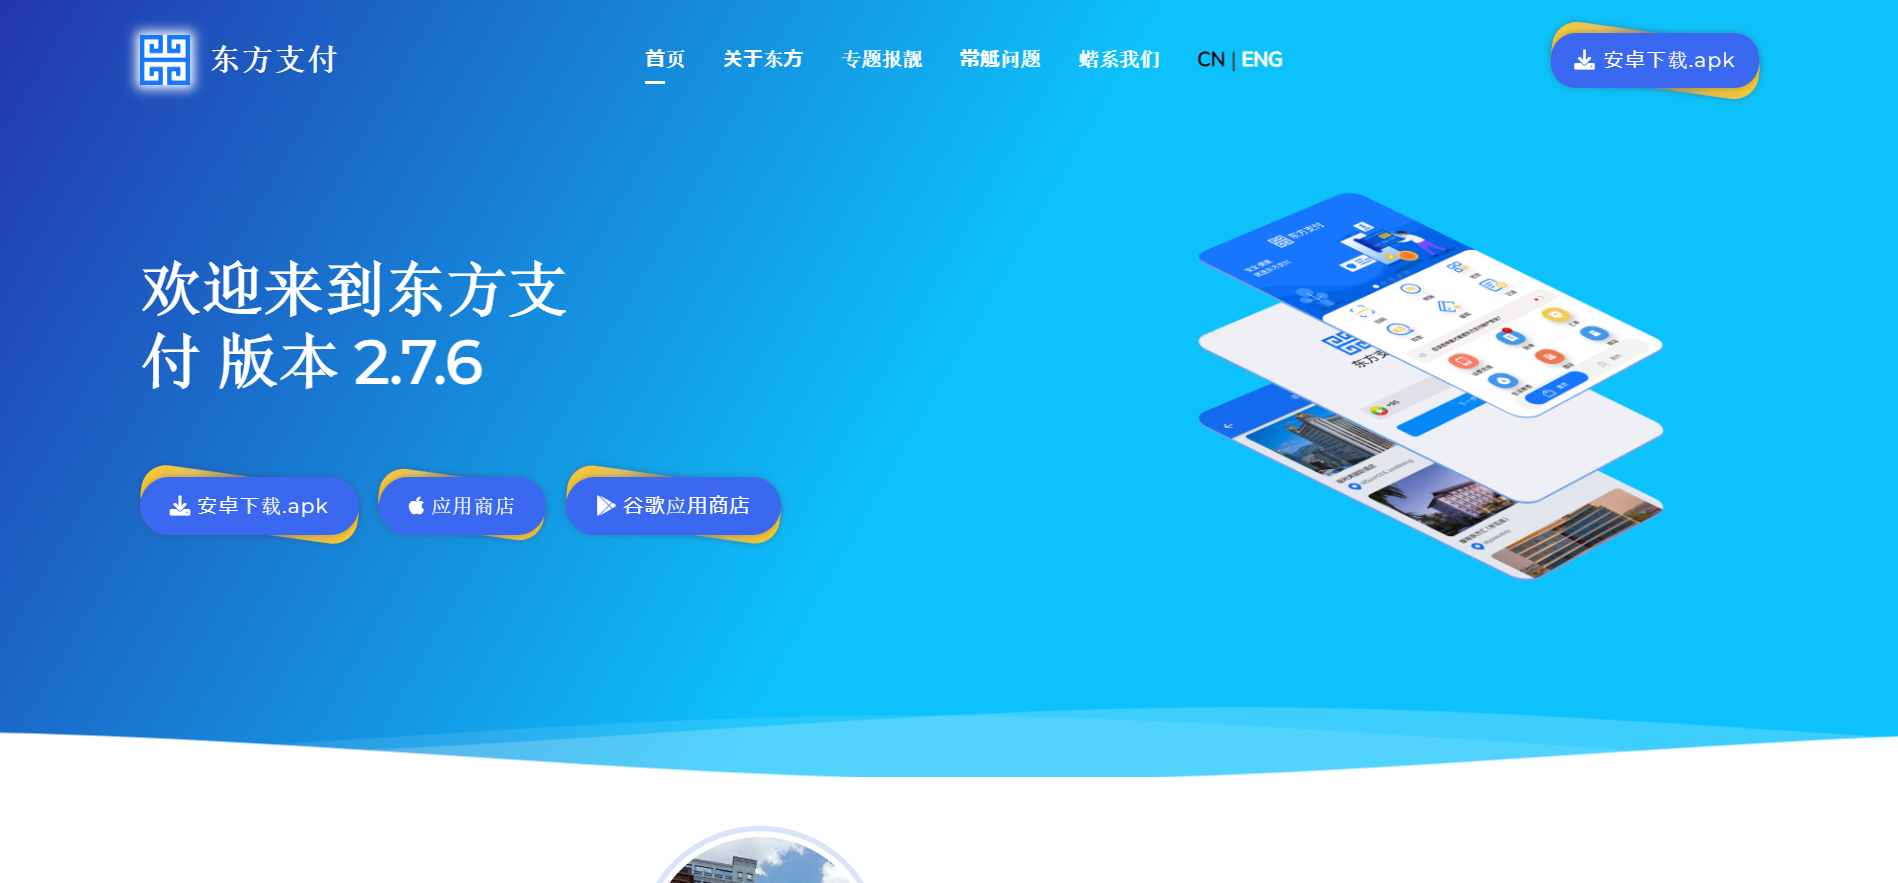 东方支付
首页
关于东方
专题报靓
常艇问题
蜡系我们
CN | ENG
安卓下载.apk
欢迎来到东方支
付 版本 2.7.6
安卓下载.apk
应用商店
谷歌应用商店
东方支付
+95